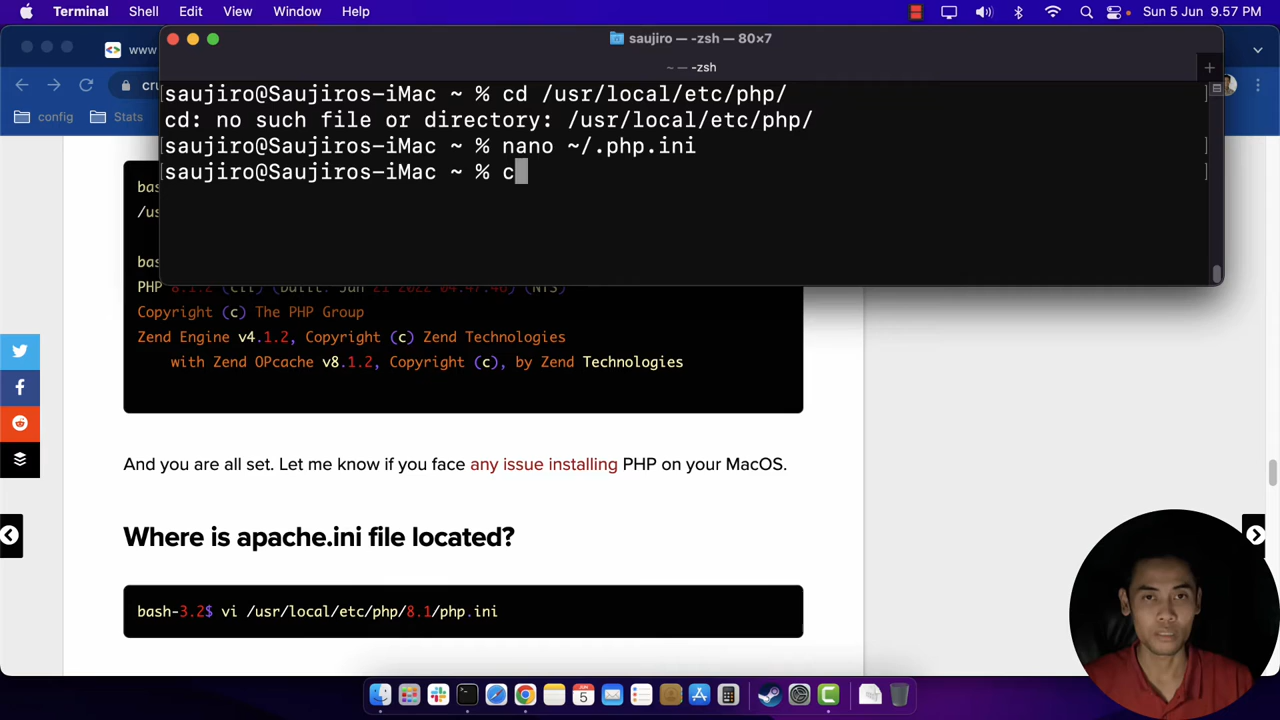 Terminal Shell Edit View Window Help Sun 5 Jun 9.57 PM
saujiro — -zsh — 80×7
~ — -zsh
www
config Stats
saujiro@Saujiros-iMac ~ % cd /usr/local/etc/php/
cd: no such file or directory: /usr/local/etc/php/
saujiro@Saujiros-iMac ~ % nano ~/.php.ini
saujiro@Saujiros-iMac ~ % c
Copyright (c) The PHP Group
Zend Engine v4.1.2, Copyright (c) Zend Technologies
with Zend OPcache v8.1.2, Copyright (c), by Zend Technologies
And you are all set. Let me know if you face any issue installing PHP on your MacOS.
Where is apache.ini file located?
bash-3.2$ vi /usr/local/etc/php/8.1/php.ini